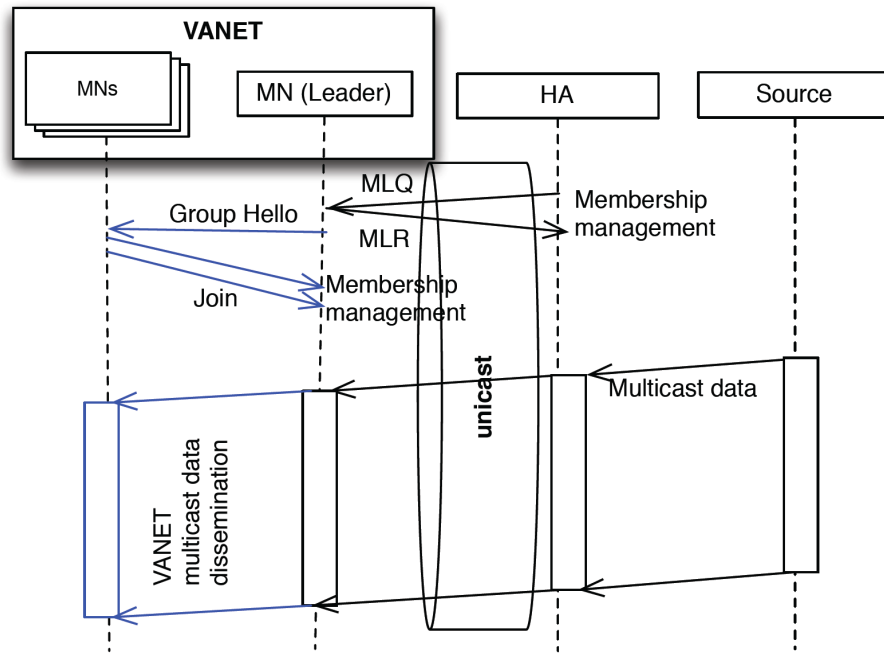 VANET
MNs
MN (Leader)
HA
Source
MLQ
Membership
management
Group Hello
MLR
Join
Membership
management
unicast
Multicast data
VANET
multicast data
dissemination